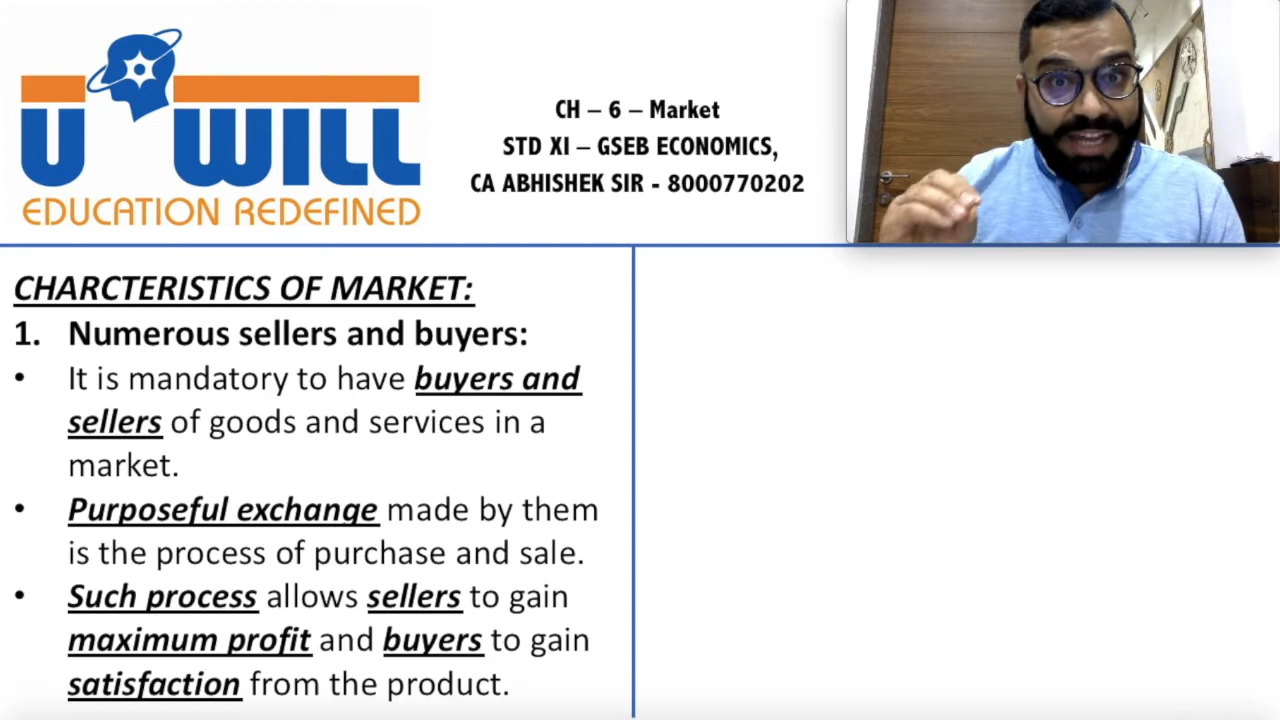 U WILL
EDUCATION REDEFINED
CH – 6 – Market
STD XI – GSEB ECONOMICS,
CA ABHISHEK SIR - 8000770202
CHARCTERISTICS OF MARKET:
1. Numerous sellers and buyers:
• It is mandatory to have buyers and
sellers of goods and services in a
market.
• Purposeful exchange made by them
is the process of purchase and sale.
• Such process allows sellers to gain
maximum profit and buyers to gain
satisfaction from the product.